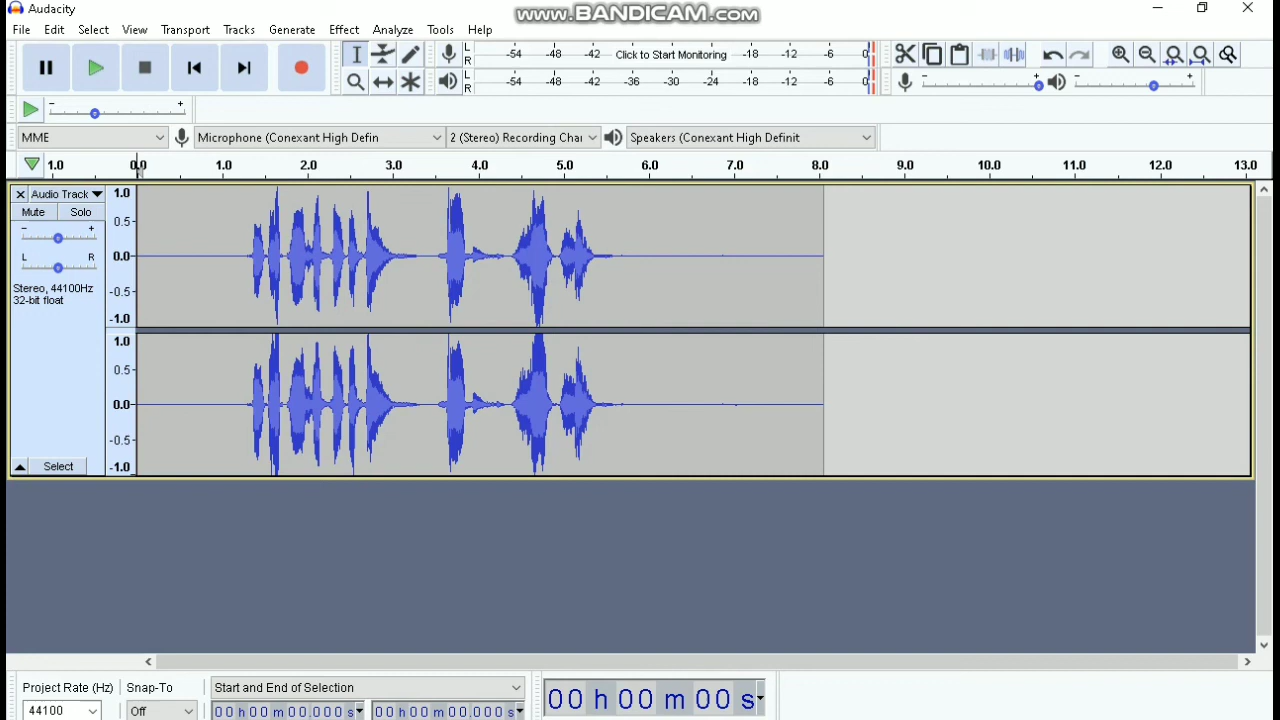 Audacity
www.BANDICAM.com
File Edit Select View Transport Tracks Generate Effect Analyze Tools Help
L R -54 -48 -42 Click to Start Monitoring -18 -12 -6 0
L R -54 -48 -42 -36 -30 -24 -18 -12 -6 0
MME Microphone (Conexant High Defin 2 (Stereo) Recording Chai Speakers (Conexant High Definit
1.0 0.0 1.0 2.0 3.0 4.0 5.0 6.0 7.0 8.0 9.0 10.0 11.0 12.0 13.0
Audio Track 1.0
Mute Solo
- + 0.5
L R 0.0
Stereo, 44100Hz -0.5
32-bit float
-1.0
1.0
0.5
0.0
-0.5
Select -1.0
Project Rate (Hz) Snap-To Start and End of Selection
44100 Off 00 h 00 m 00.000 s 00 h 00 m 00.000 s 00 h 00 m 00 s